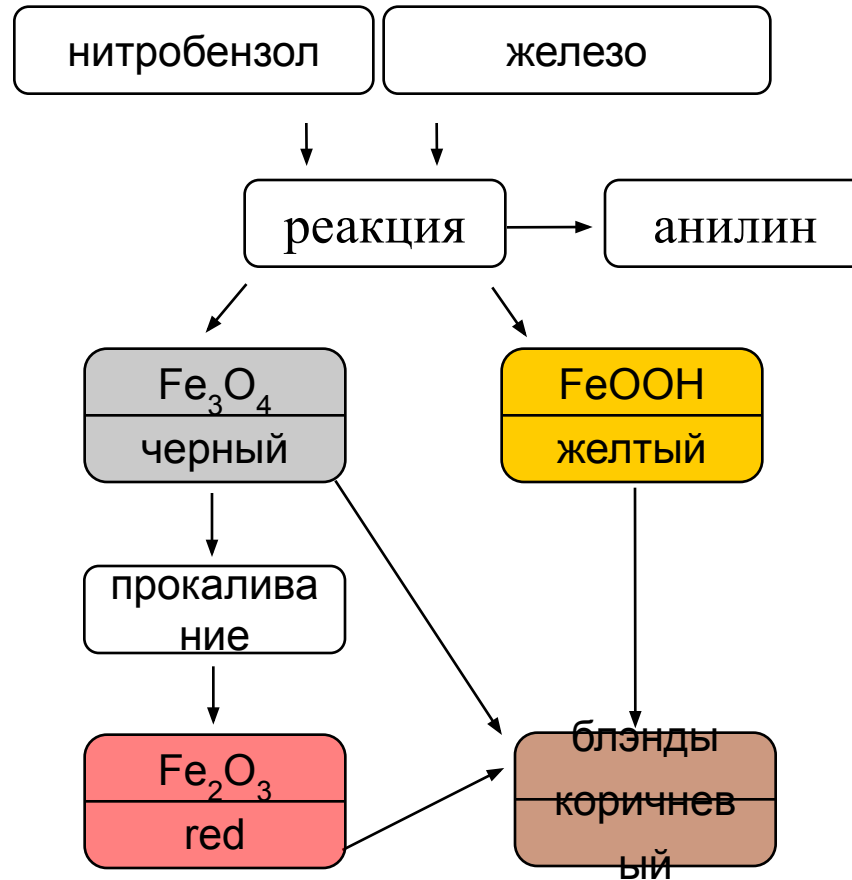 нитробензол
железо
реакция
анилин
Fe₃O₄
черный
FeOOH
желтый
прокалива
ние
Fe₂O₃
red
блэнды
коричнев
ый